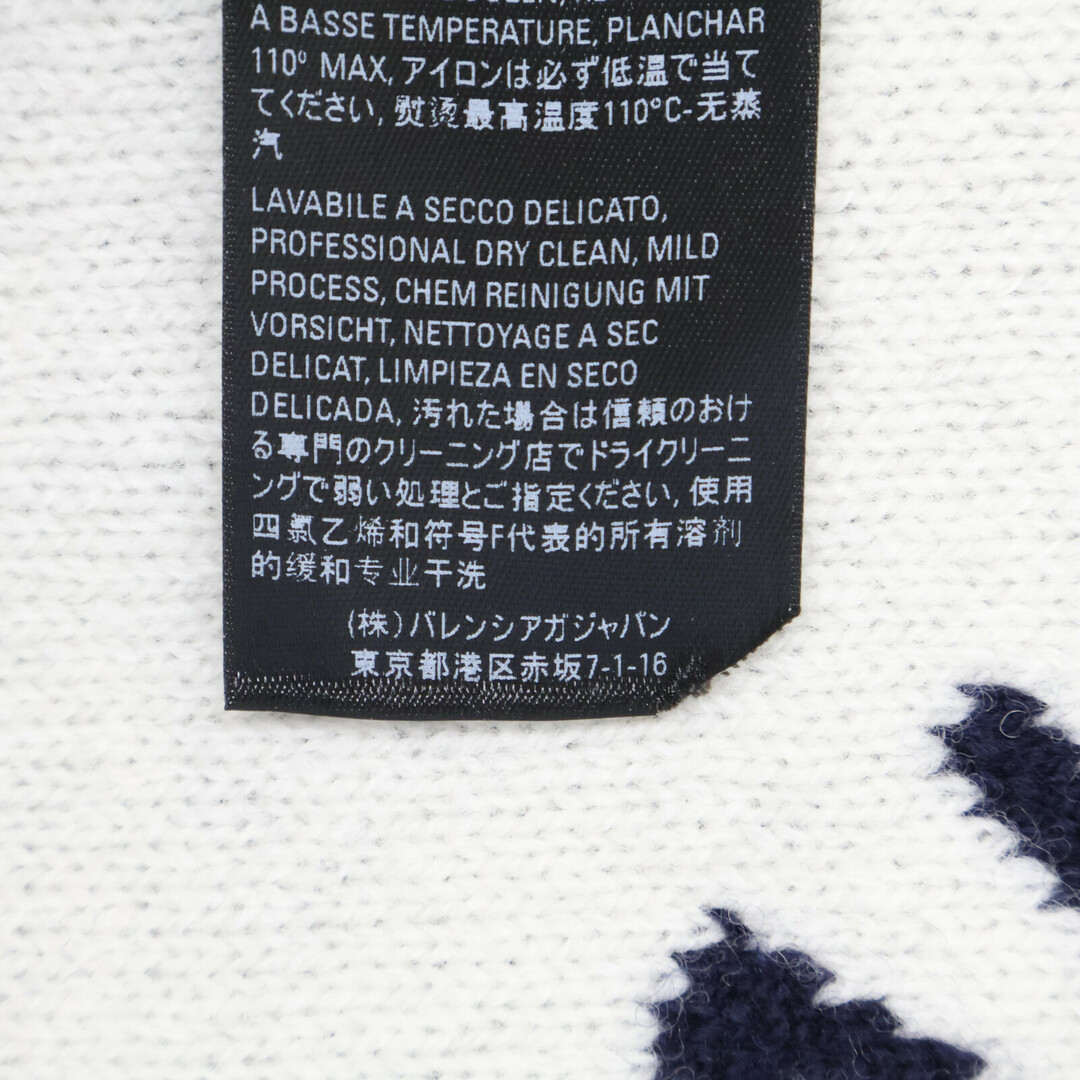 A BASSE TEMPERATURE, PLANCHAR
110° MAX, アイロンは必ず低温で当て
てください, 熨烫最高温度110°C-无蒸
汽
LAVABILE A SECCO DELICATO,
PROFESSIONAL DRY CLEAN, MILD
PROCESS, CHEM REINIGUNG MIT
VORSICHT, NETTOYAGE A SEC
DELICAT, LIMPIEZA EN SECO
DELICADA, 汚れた場合は信頼のおけ
る専門のクリーニング店でドライクリーニ
ングで弱い処理とご指定ください, 使用
四氯乙烯和符号F代表的所有溶剂
的缓和专业干洗
(株)バレンシアガジャパン
東京都港区赤坂7-1-16